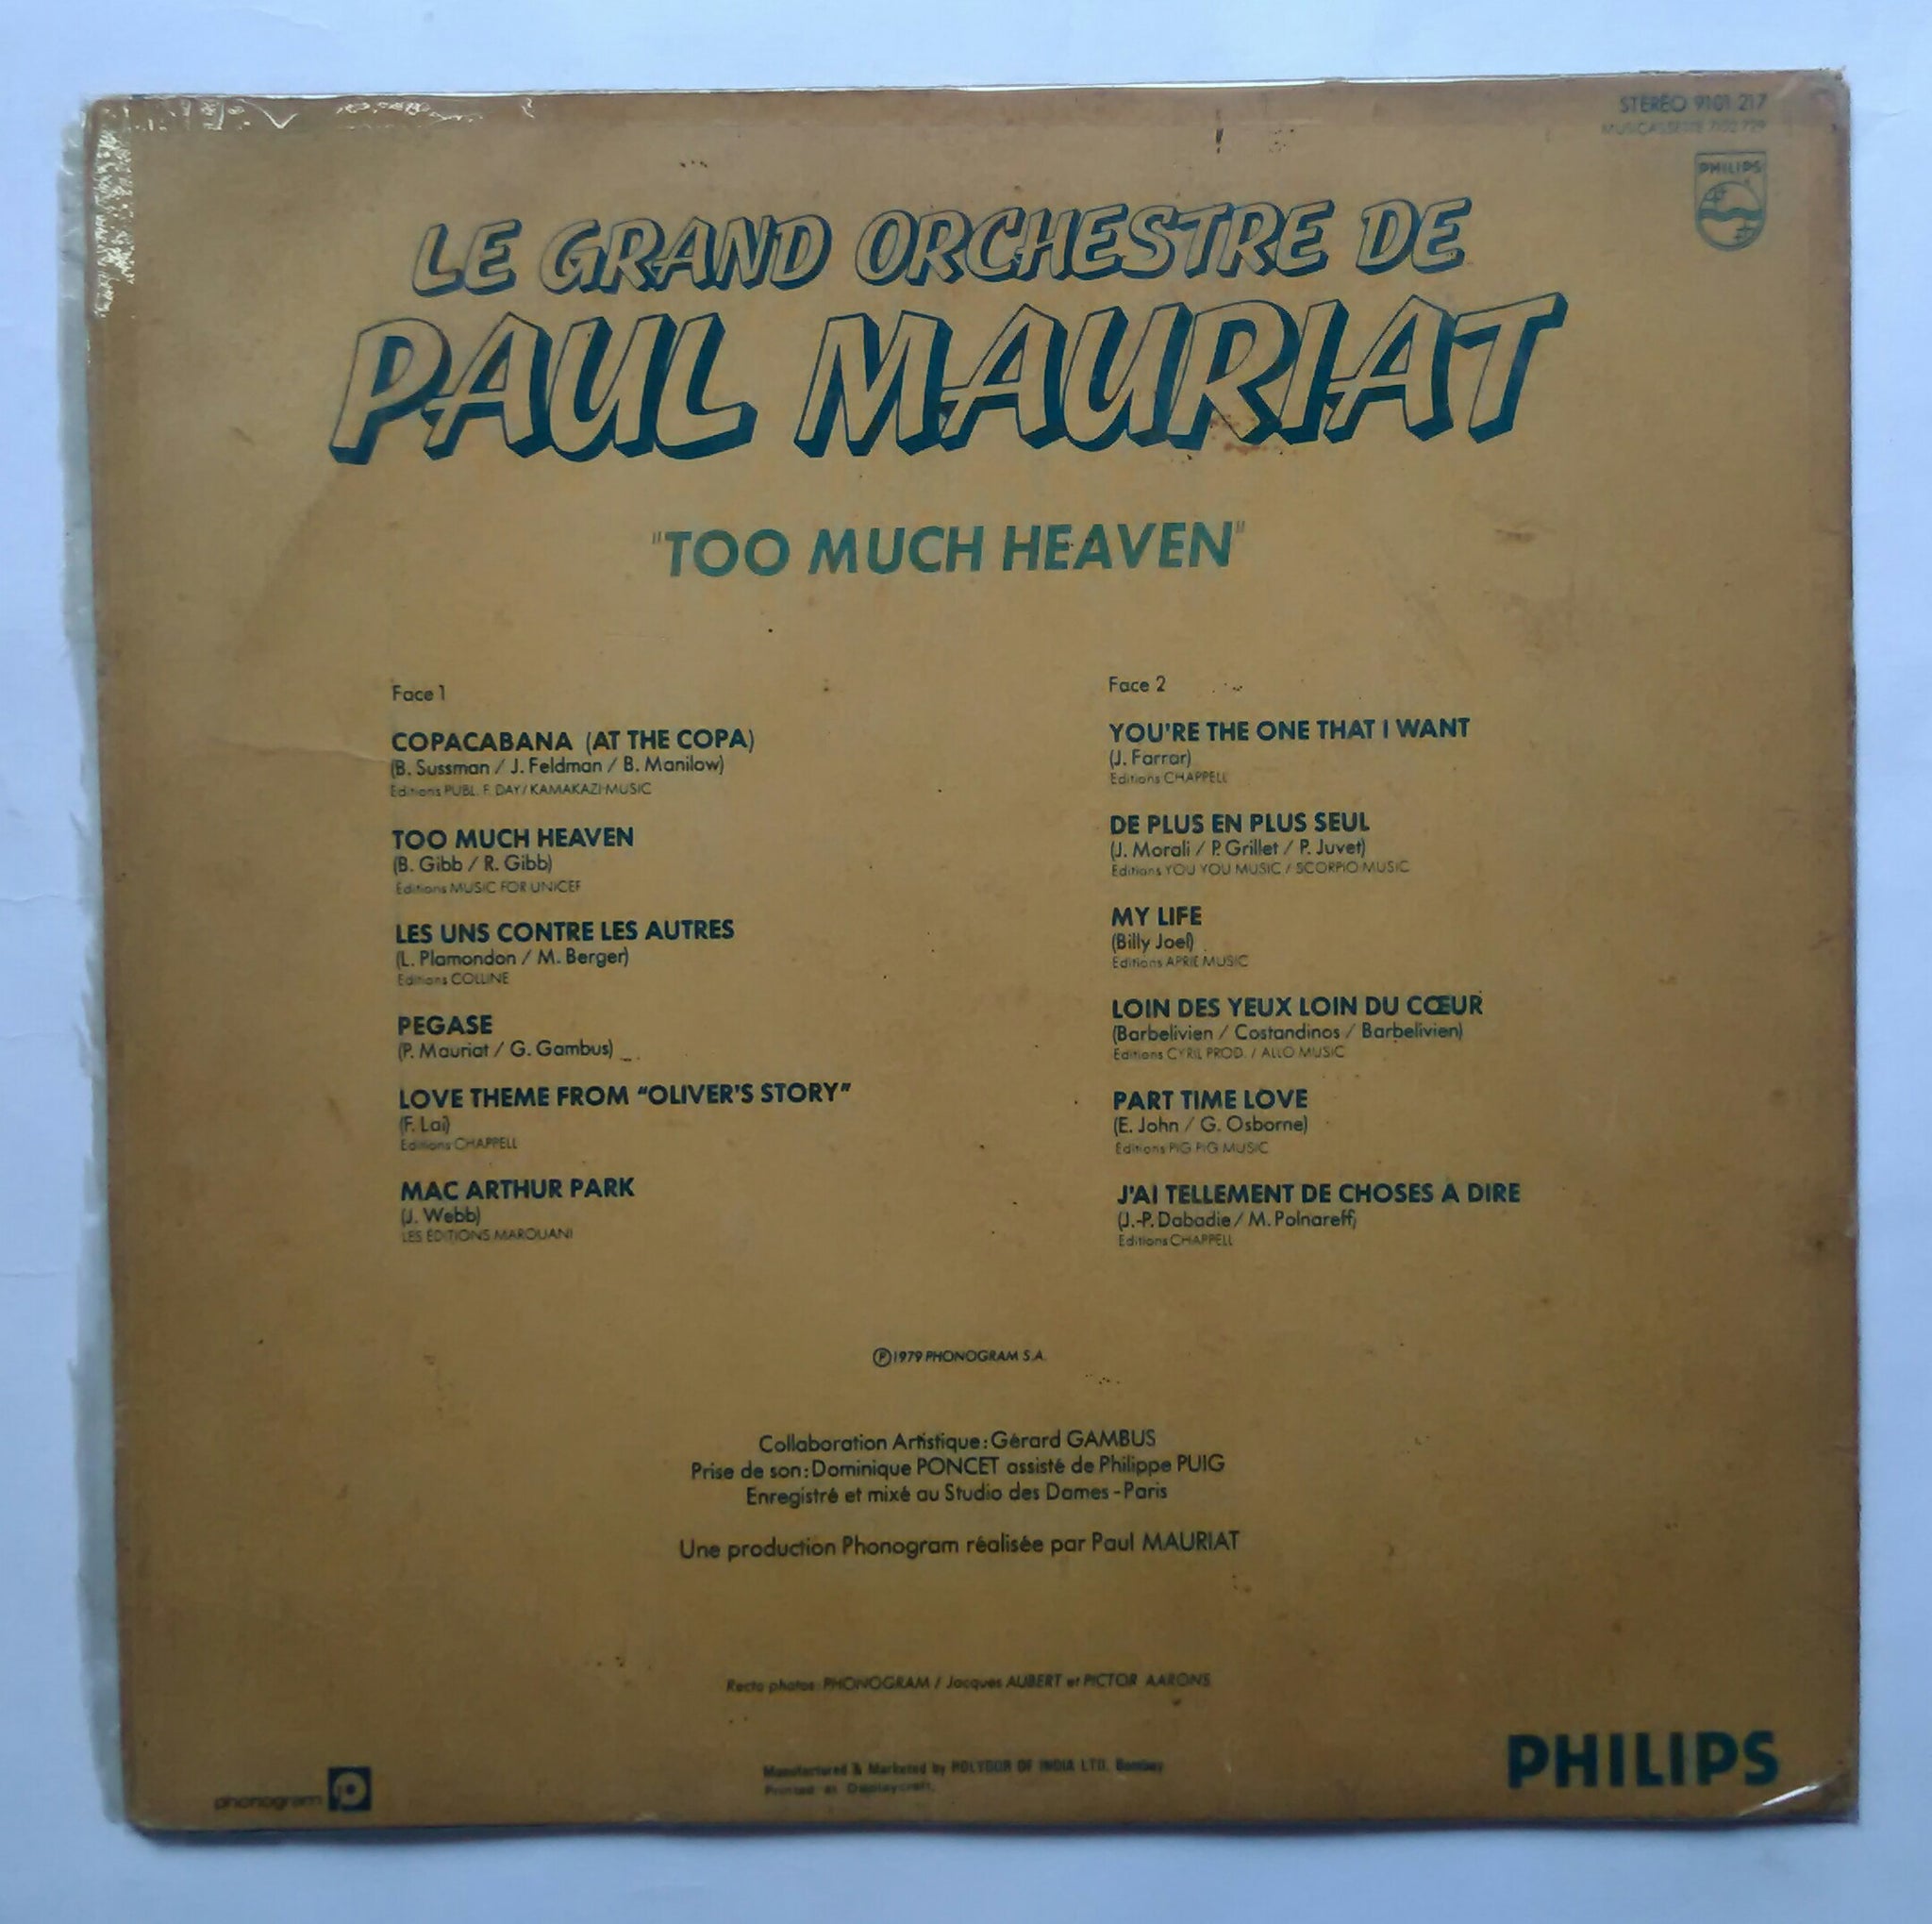 STEREO 9101 217
MUSICASSETTE 7102 729
PHILIPS
LE GRAND ORCHESTRE DE
PAUL MAURIAT
"TOO MUCH HEAVEN"
Face 1
COPACABANA (AT THE COPA)
(B. Sussman / J. Feldman / B. Manilow)
Editions PUBL. F. DAY / KAMAKAZI MUSIC
TOO MUCH HEAVEN
(B. Gibb / R. Gibb)
Editions MUSIC FOR UNICEF
LES UNS CONTRE LES AUTRES
(L. Plamondon / M. Berger)
Editions COLLINE
PEGASE
(P. Mauriat / G. Gambus)
LOVE THEME FROM “OLIVER'S STORY”
(F. Lai)
Editions CHAPPELL
MAC ARTHUR PARK
(J. Webb)
LES EDITIONS MAROUANI
Face 2
YOU'RE THE ONE THAT I WANT
(J. Farrar)
Editions CHAPPELL
DE PLUS EN PLUS SEUL
(J. Morali / P. Grillet / P. Juvet)
Editions YOU YOU MUSIC / SCORPIO MUSIC
MY LIFE
(Billy Joel)
Editions APRIL MUSIC
LOIN DES YEUX LOIN DU CŒUR
(Barbelivien / Costandinos / Barbelivien)
Editions CYRIL PROD. / ALLO MUSIC
PART TIME LOVE
(E. John / G. Osborne)
Editions PIG PIG MUSIC
J'AI TELLEMENT DE CHOSES A DIRE
(J.-P. Dabadie / M. Polnareff)
Editions CHAPPELL
Ⓟ 1979 PHONOGRAM S.A.
Collaboration Artistique : Gérard GAMBUS
Prise de son : Dominique PONCET assisté de Philippe PUIG
Enregistré et mixé au Studio des Dames - Paris
Une production Phonogram réalisée par Paul MAURIAT
Recto photos: PHONOGRAM / Jacques AUBERT et PICTOR AARONS
Manufactured & Marketed by POLYDOR OF INDIA LTD. Bombay
Printed at Displaycraft.
phonogram
PHILIPS